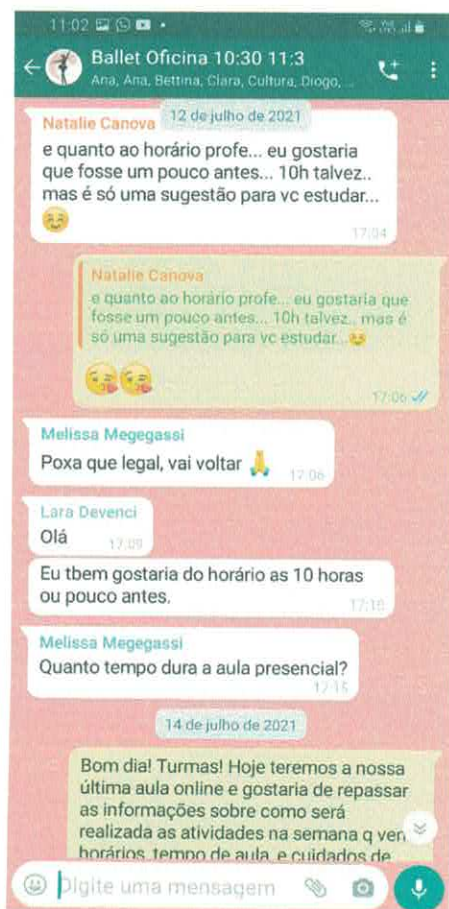 11:02
Ballet Oficina 10:30 11:3
Ana, Ana, Bettina, Clara, Cultura, Diogo, ...
12 de julho de 2021
Natalie Canova
e quanto ao horário profe... eu gostaria
que fosse um pouco antes... 10h talvez..
mas é só uma sugestão para vc estudar...
17:04
Natalie Canova
e quanto ao horário profe... eu gostaria que
fosse um pouco antes... 10h talvez.. mas é
só uma sugestão para vc estudar...
17:06
Melissa Megegassi
Poxa que legal, vai voltar
17:06
Lara Devenci
Olá
17:09
Eu tbem gostaria do horário as 10 horas
ou pouco antes.
17:10
Melissa Megegassi
Quanto tempo dura a aula presencial?
17:15
14 de julho de 2021
Bom dia! Turmas! Hoje teremos a nossa
última aula online e gostaria de repassar
as informações sobre como será
realizada as atividades na semana q ven
horários, tempo de aula, e cuidados de
Digite uma mensagem